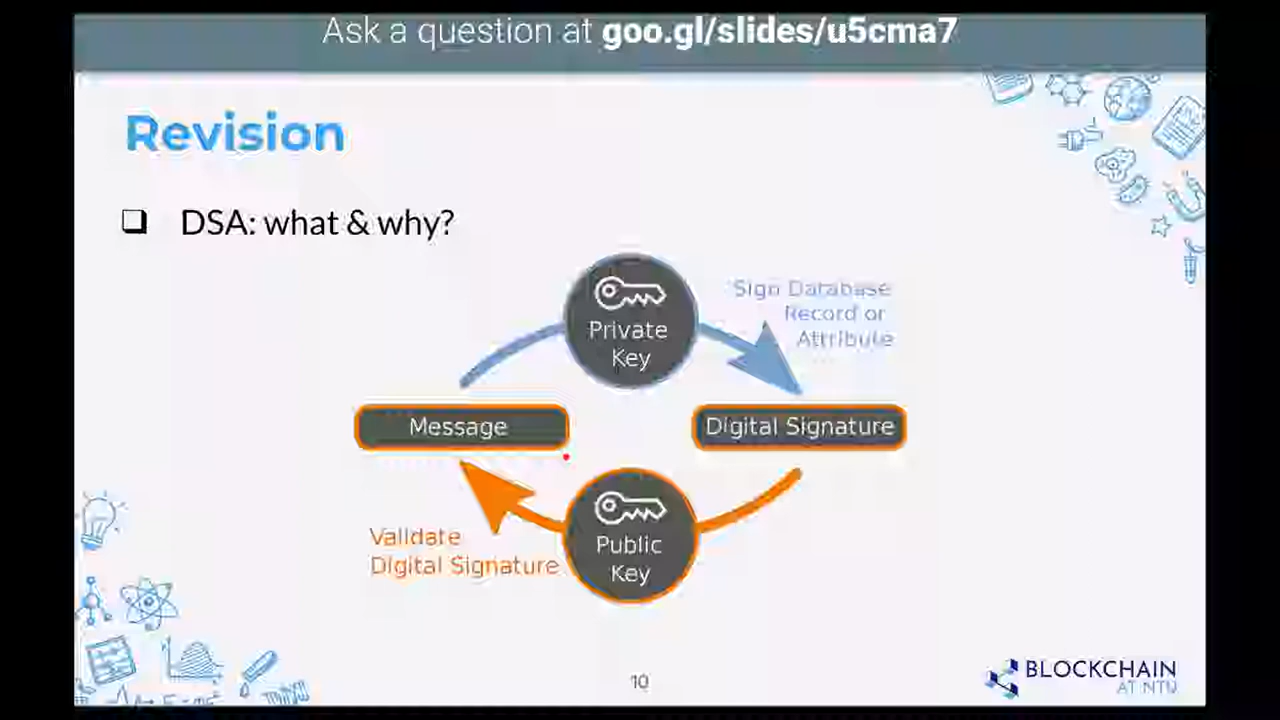 Ask a question at goo.gl/slides/u5cma7
Revision
❑ DSA: what & why?
Private
Key
Sign Database
Record or
Attribute
Message
Digital Signature
Public
Key
Validate
Digital Signature
10
BLOCKCHAIN
AT NTU